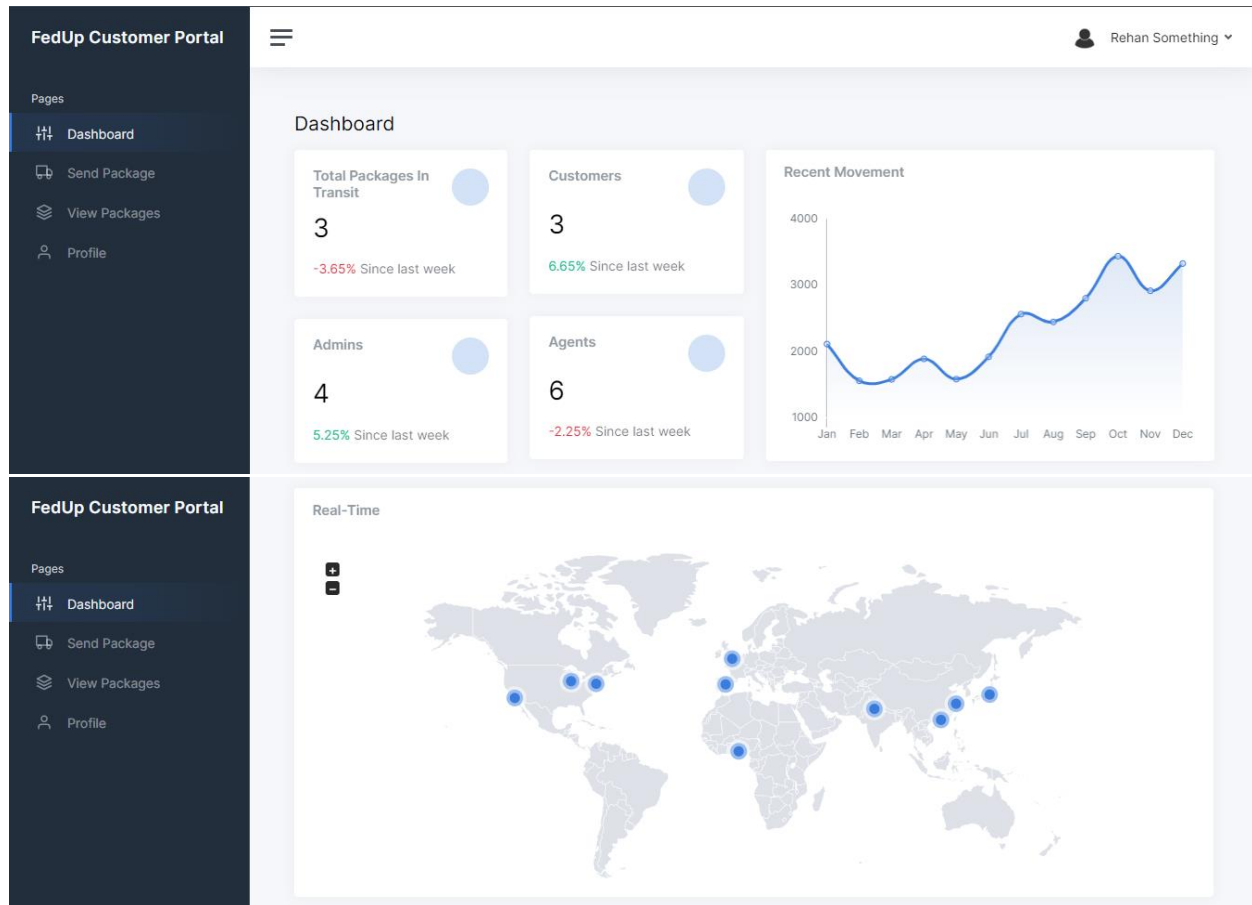 FedUp Customer Portal
Rehan Something
Pages
Dashboard
Send Package
View Packages
Profile
Dashboard
Total Packages In
Transit
3
-3.65% Since last week
Customers
3
6.65% Since last week
Admins
4
5.25% Since last week
Agents
6
-2.25% Since last week
Recent Movement
4000
3000
2000
1000
Jan Feb Mar Apr May Jun Jul Aug Sep Oct Nov Dec
FedUp Customer Portal
Pages
Dashboard
Send Package
View Packages
Profile
Real-Time
+
−